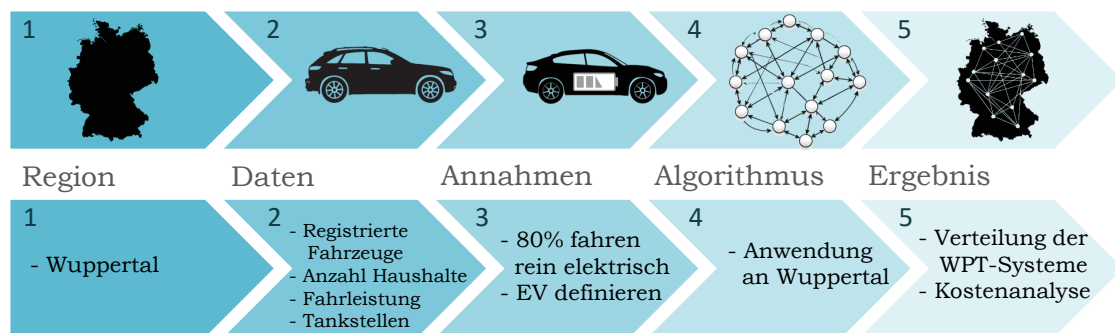 1
2
3
4
5
Region
Daten
Annahmen
Algorithmus
Ergebnis
1
- Wuppertal
2
- Registrierte
Fahrzeuge
- Anzahl Haushalte
- Fahrleistung
- Tankstellen
3
- 80% fahren
rein elektrisch
- EV definieren
4
- Anwendung
an Wuppertal
5
- Verteilung der
WPT-Systeme
- Kostenanalyse